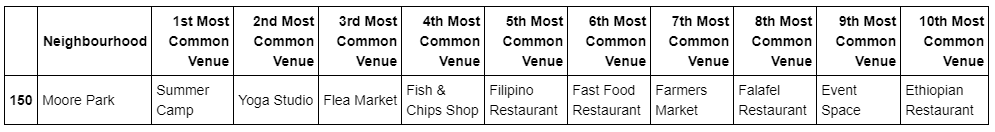 Neighbourhood 1st Most Common Venue 2nd Most Common Venue 3rd Most Common Venue 4th Most Common Venue 5th Most Common Venue 6th Most Common Venue 7th Most Common Venue 8th Most Common Venue 9th Most Common Venue 10th Most Common Venue
150 Moore Park Summer Camp Yoga Studio Flea Market Fish & Chips Shop Filipino Restaurant Fast Food Restaurant Farmers Market Falafel Restaurant Event Space Ethiopian Restaurant